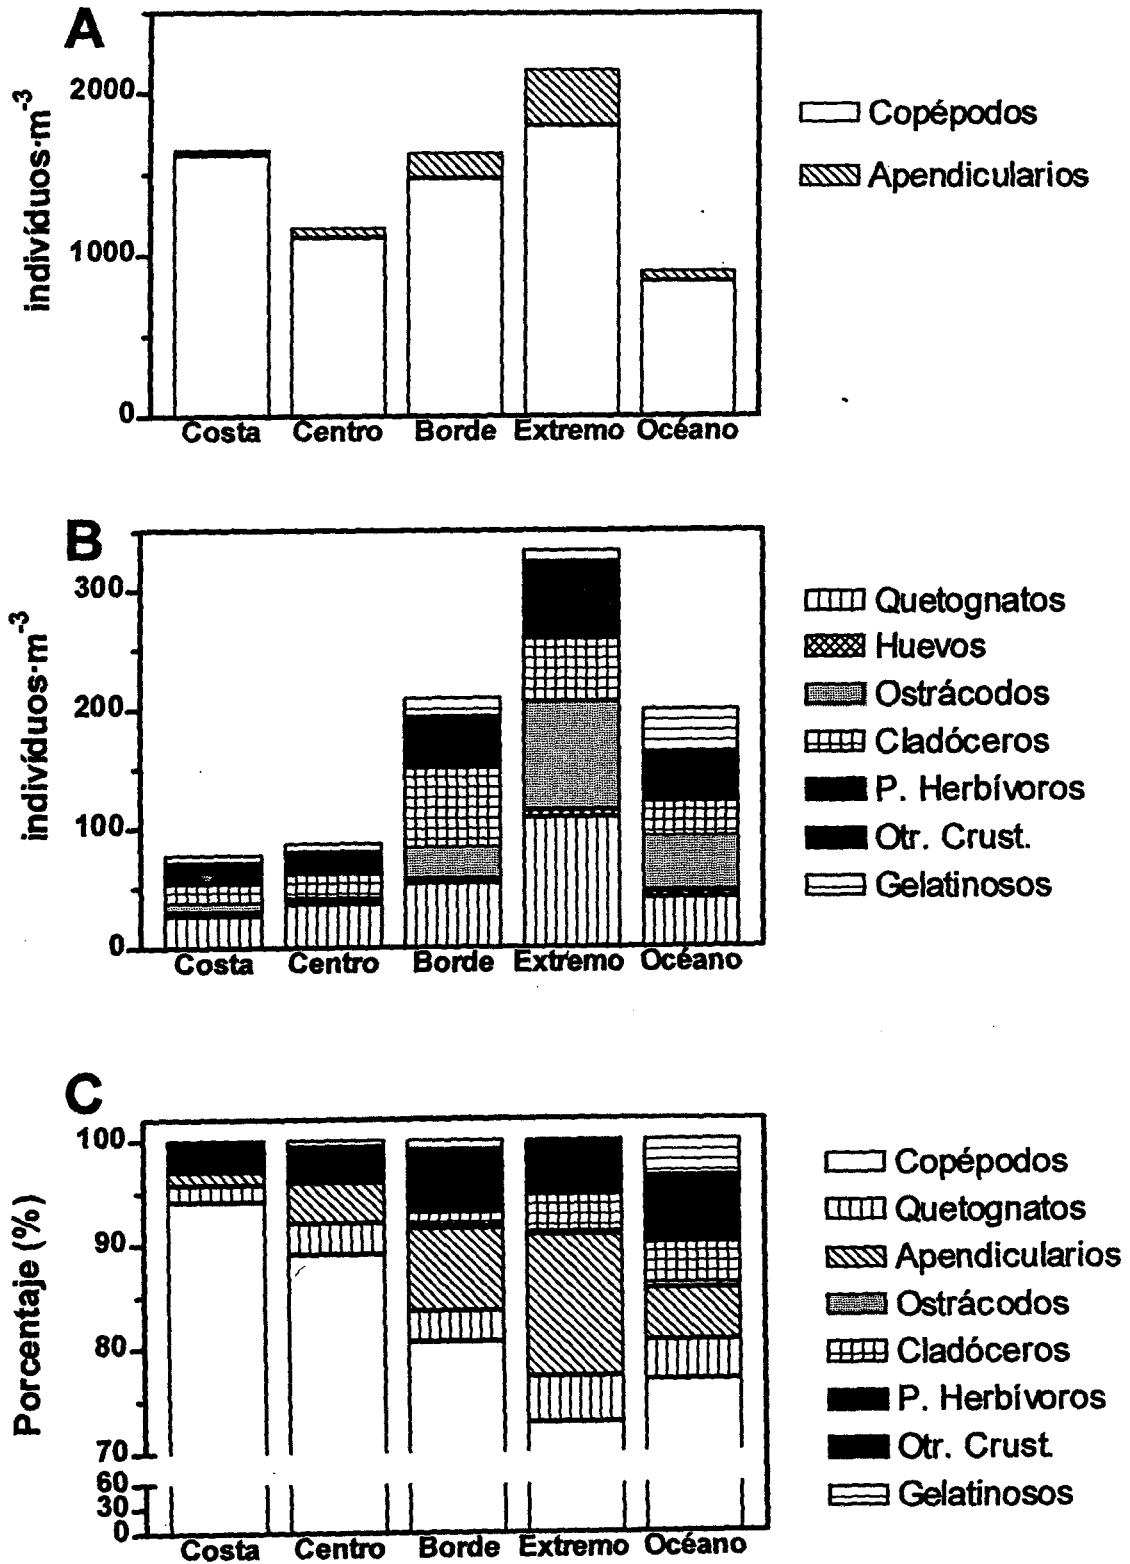 A
indivíduos·m-3
2000
1000
0
Costa Centro Borde Extremo Océano
Copépodos
Apendicularios
B
indivíduos·m-3
300
200
100
0
Costa Centro Borde Extremo Océano
Quetognatos
Huevos
Ostrácodos
Cladóceros
P. Herbívoros
Otr. Crust.
Gelatinosos
C
Porcentaje (%)
100
90
80
70
60
30
0
Costa Centro Borde Extremo Océano
Copépodos
Quetognatos
Apendicularios
Ostrácodos
Cladóceros
P. Herbívoros
Otr. Crust.
Gelatinosos